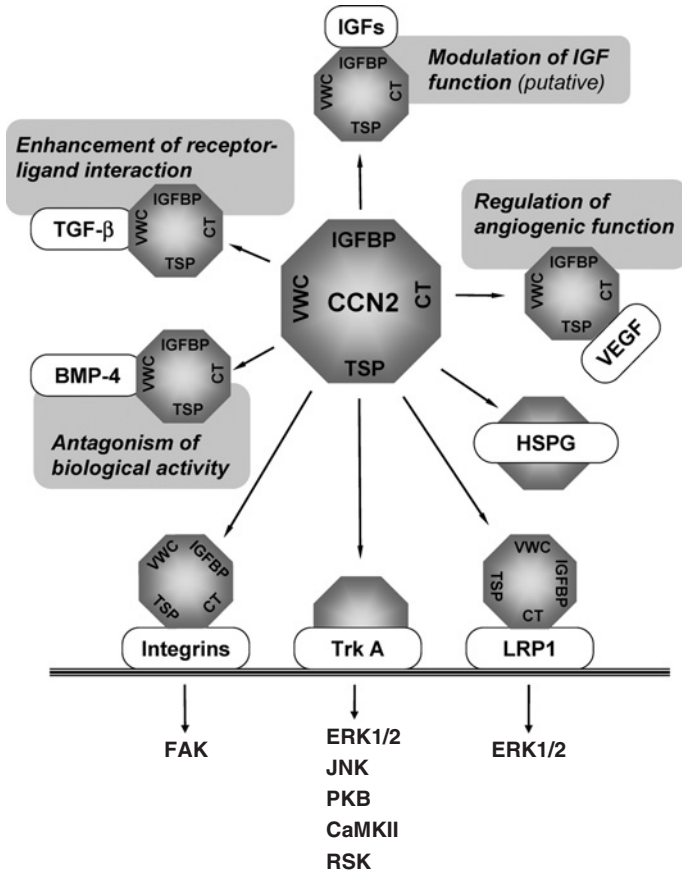 IGFs
IGFBP
VWC
CT
TSP
Modulation of IGF
function (putative)
Enhancement of receptor-
ligand interaction
TGF-β
VWC
IGFBP
CT
TSP
Regulation of
angiogenic function
IGFBP
VWC
CT
TSP
VEGF
IGFBP
VWC
CCN2
CT
TSP
BMP-4
VWC
IGFBP
CT
TSP
Antagonism of
biological activity
HSPG
VWC
IGFBP
TSP
CT
Integrins
Trk A
VWC
IGFBP
TSP
CT
LRP1
FAK
ERK1/2
JNK
PKB
CaMKII
RSK
ERK1/2